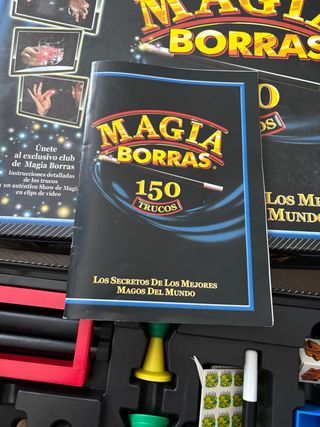 MAGIA
BORRAS
150
TRUCOS
Únete
al exclusivo club
de Magia Borras
Instrucciones detalladas
de los trucos
y un auténtico Show de Magia
en clips de vídeo
MAGIA
BORRAS®
150
TRUCOS
LOS SECRETOS DE LOS MEJORES
MAGOS DEL MUNDO
LOS MEJ
MUNDO